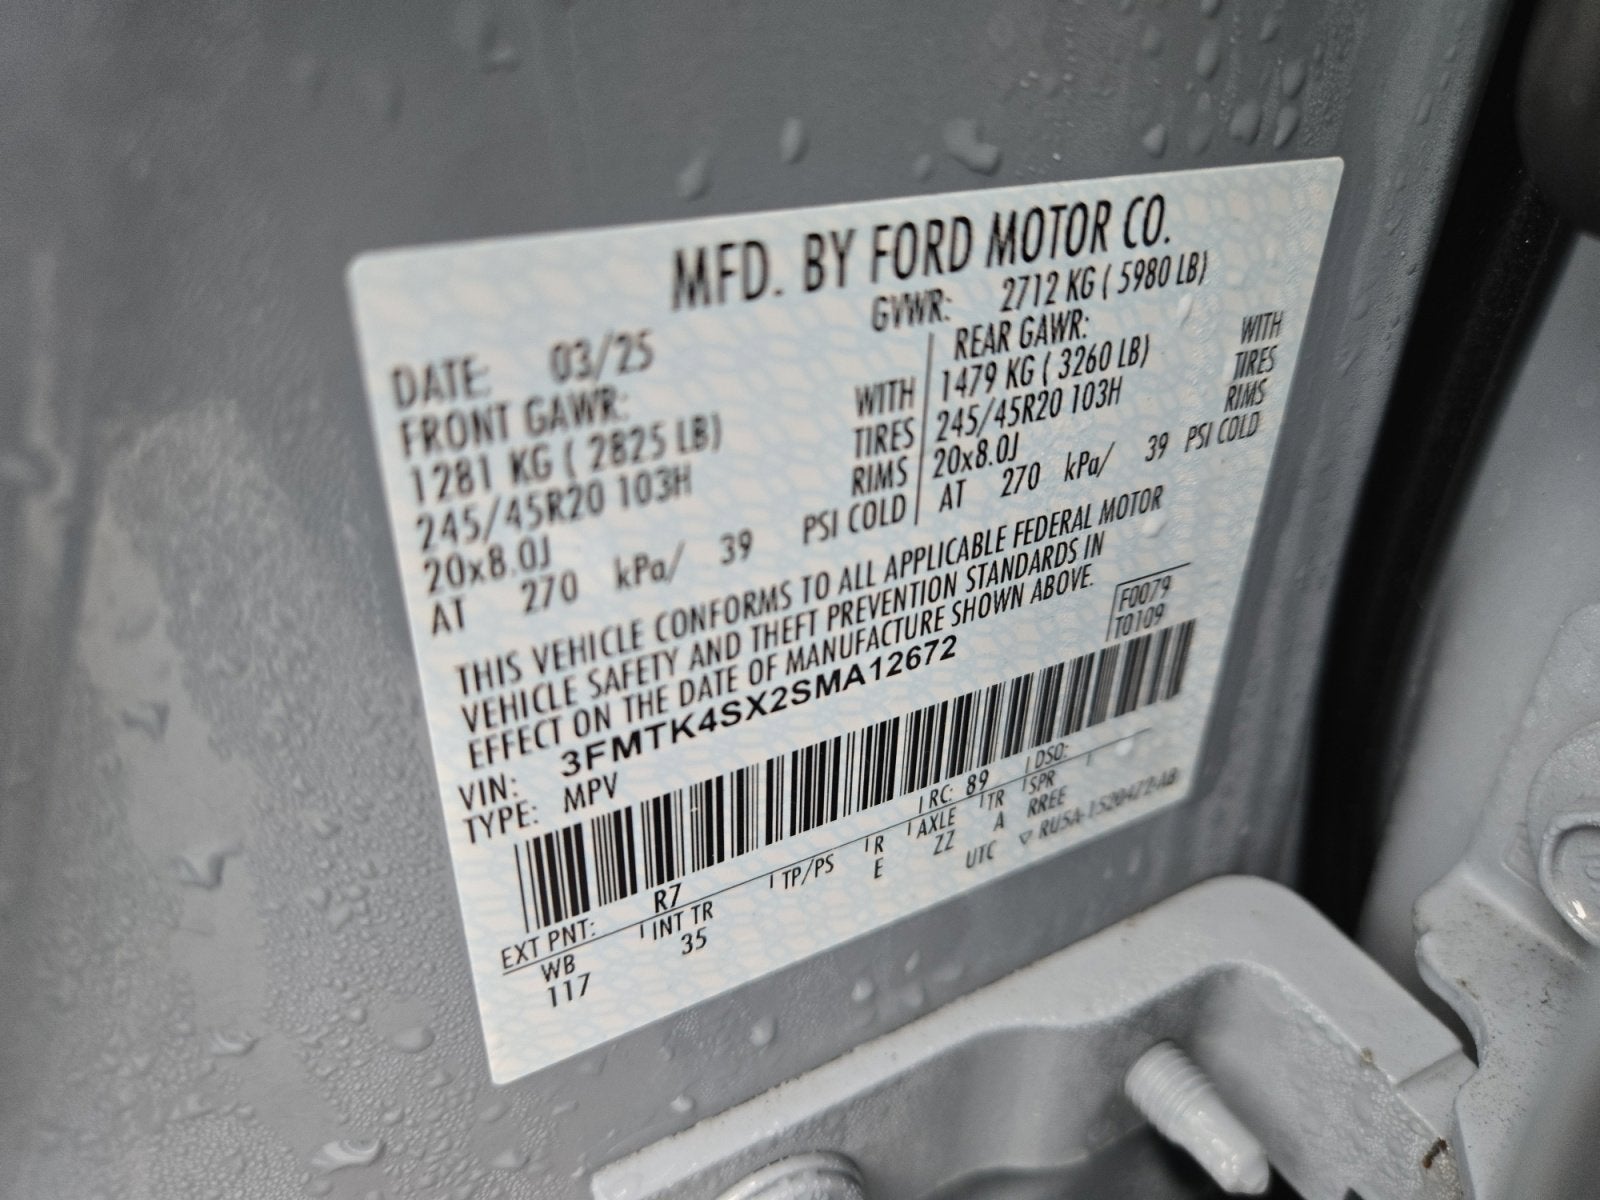 MFD. BY FORD MOTOR CO.
DATE: 03/25 GVWR: 2712 KG ( 5980 LB)
FRONT GAWR: REAR GAWR:
1281 KG ( 2825 LB) WITH 1479 KG ( 3260 LB) WITH
245/45R20 103H TIRES 245/45R20 103H TIRES
20x8.0J RIMS 20x8.0J RIMS
AT 270 kPa/ 39 PSI COLD AT 270 kPa/ 39 PSI COLD
THIS VEHICLE CONFORMS TO ALL APPLICABLE FEDERAL MOTOR
VEHICLE SAFETY AND THEFT PREVENTION STANDARDS IN
EFFECT ON THE DATE OF MANUFACTURE SHOWN ABOVE.
F0079
T0109
VIN: 3FMTK4SX2SMA12672
TYPE: MPV
EXT PNT: R7 RC: 89 DSO:
WB INT TR TP/PS R AXLE TR SPR
117 35 E ZZ A RREE
UTC ▽ RU5A-1520472-AB